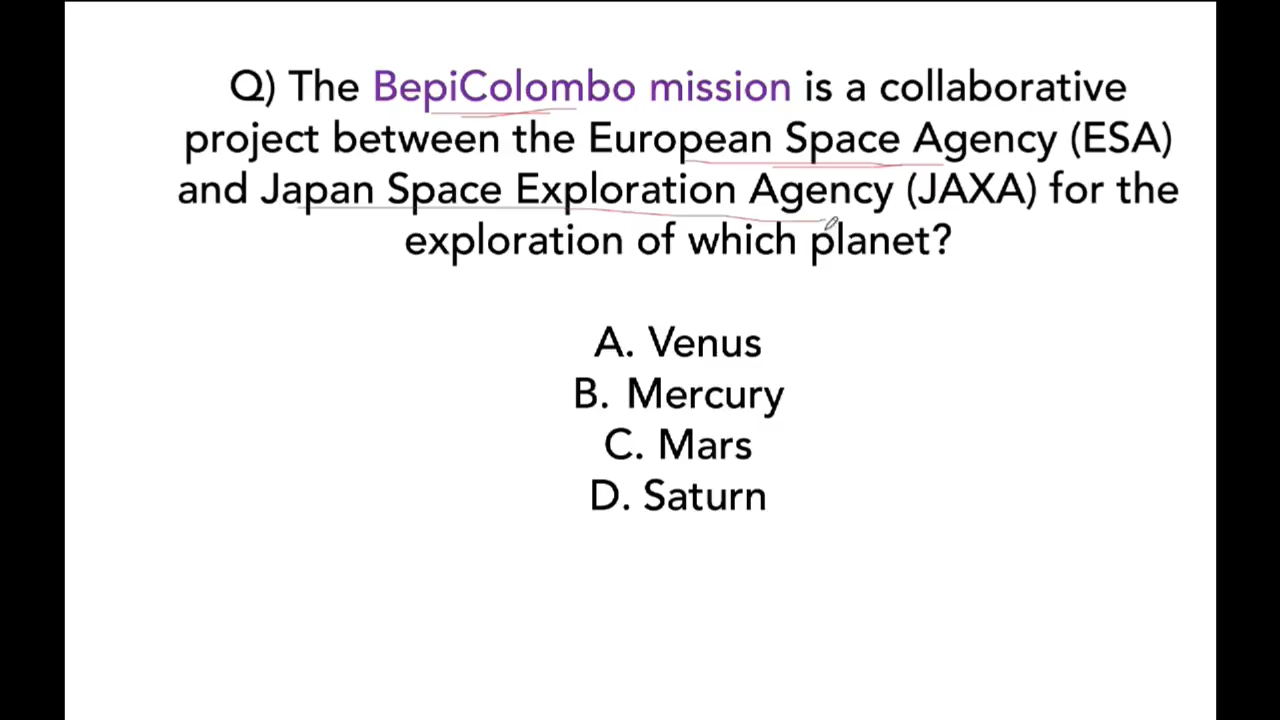 Q) The BepiColombo mission is a collaborative
project between the European Space Agency (ESA)
and Japan Space Exploration Agency (JAXA) for the
exploration of which planet?
A. Venus
B. Mercury
C. Mars
D. Saturn